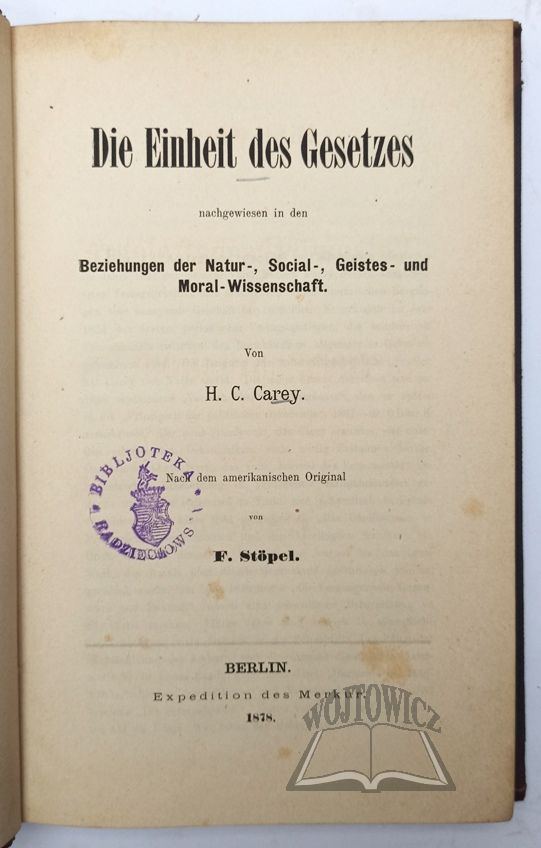 Die Einheit des Gesetzes
nachgewiesen in den
Beziehungen der Natur-, Social-, Geistes- und
Moral-Wissenschaft.
Von
H. C. Carey.
Nach dem amerikanischen Original
von
F. Stöpel.
BIBLJOTEKA
BERLIN.
Expedition des Merkur.
1878.
WÓJTOWICZ